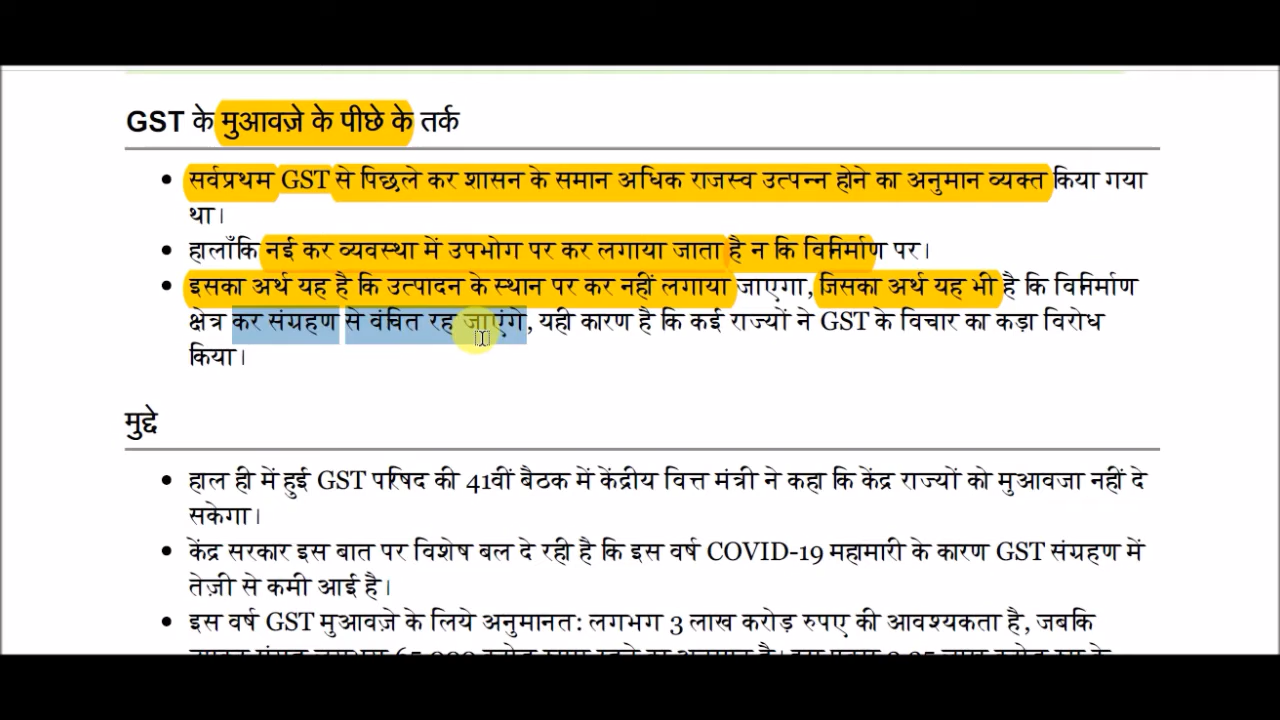 GST के मुआवज़े के पीछे के तर्क
• सर्वप्रथम GST से पिछले कर शासन के समान अधिक राजस्व उत्पन्न होने का अनुमान व्यक्त किया गया
था।
• हालाँकि नई कर व्यवस्था में उपभोग पर कर लगाया जाता है न कि विनिर्माण पर।
• इसका अर्थ यह है कि उत्पादन के स्थान पर कर नहीं लगाया जाएगा, जिसका अर्थ यह भी है कि विनिर्माण
क्षेत्र कर संग्रहण से वंचित रह जाएंगे, यही कारण है कि कई राज्यों ने GST के विचार का कड़ा विरोध
किया।
मुद्दे
• हाल ही में हुई GST परिषद की 41वीं बैठक में केंद्रीय वित्त मंत्री ने कहा कि केंद्र राज्यों को मुआवजा नहीं दे
सकेगा।
• केंद्र सरकार इस बात पर विशेष बल दे रही है कि इस वर्ष COVID-19 महामारी के कारण GST संग्रहण में
तेज़ी से कमी आई है।
• इस वर्ष GST मुआवज़े के लिये अनुमानत: लगभग 3 लाख करोड़ रुपए की आवश्यकता है, जबकि